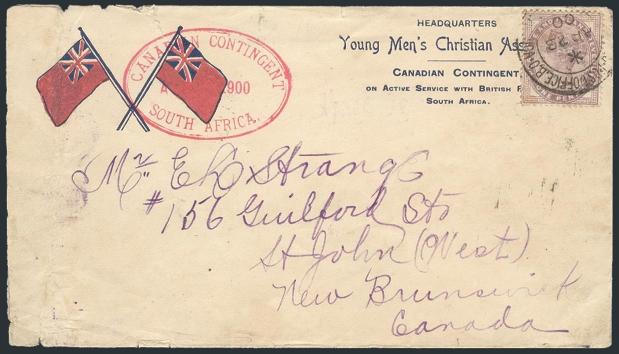 HEADQUARTERS
Young Men's Christian Ass
CANADIAN CONTINGENT,
ON ACTIVE SERVICE WITH BRITISH F
SOUTH AFRICA.
CANADIAN CONTINGENT
1900
SOUTH AFRICA.
Mr. E Strange
#156 Guilford St
St John (West)
New Brunswick
Canada